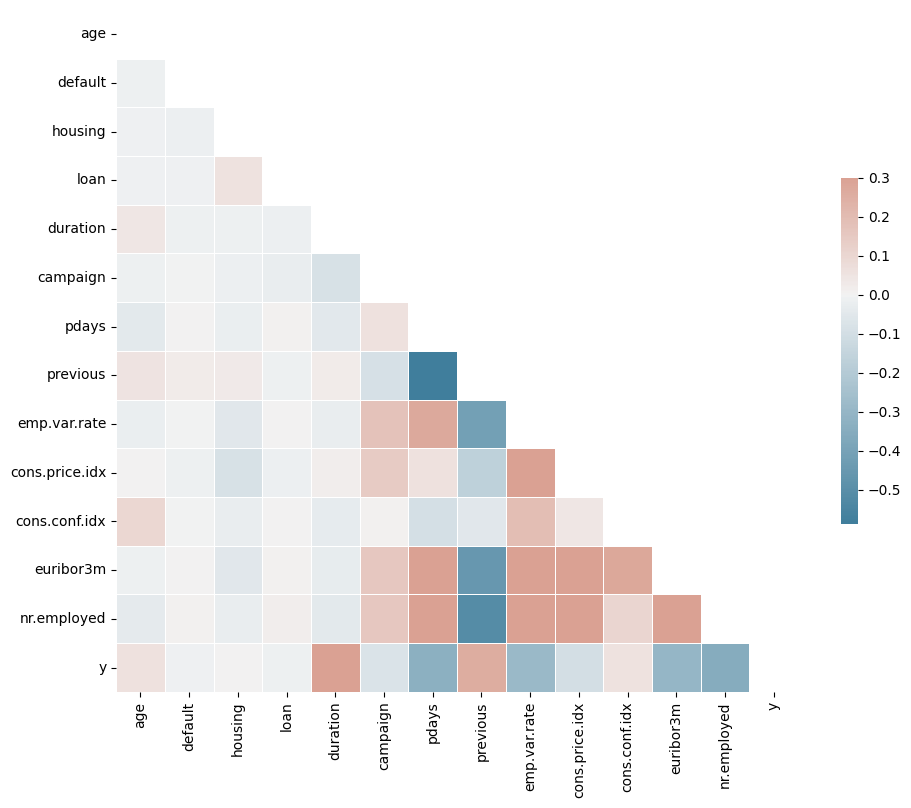 age
default
housing
loan
duration
campaign
pdays
previous
emp.var.rate
cons.price.idx
cons.conf.idx
euribor3m
nr.employed
y
age
default
housing
loan
duration
campaign
pdays
previous
emp.var.rate
cons.price.idx
cons.conf.idx
euribor3m
nr.employed
y
0.3
0.2
0.1
0.0
−0.1
−0.2
−0.3
−0.4
−0.5